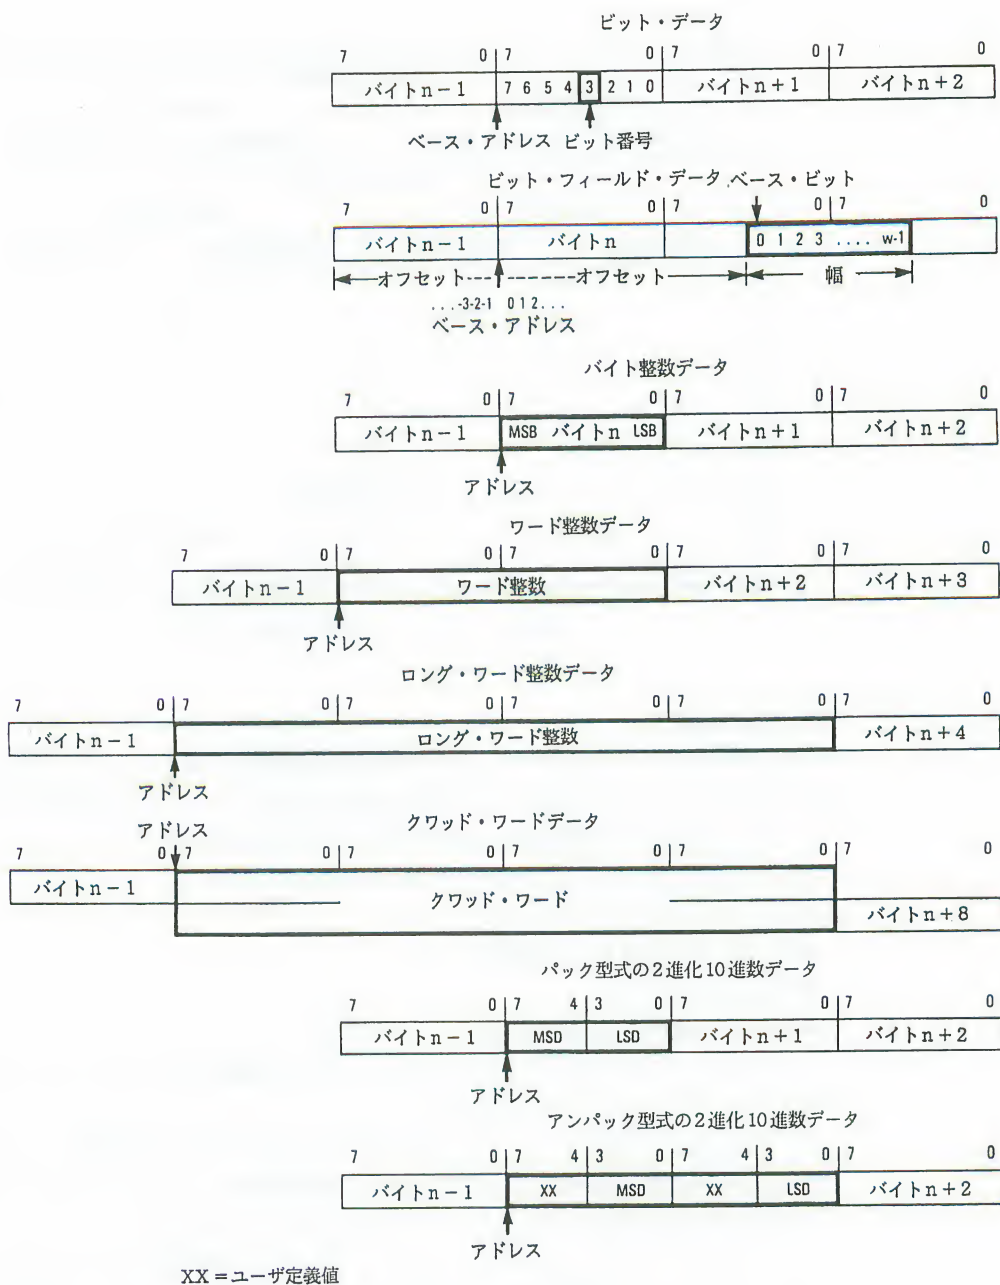 ビット・データ
7 0 7 0 7 0 7 0
バイトn−1 7 6 5 4 3 2 1 0 バイトn+1 バイトn+2
ベース・アドレス ビット番号
ビット・フィールド・データ ベース・ビット
7 0 7 0 7 0 7 0
バイトn−1 バイトn 0 1 2 3 .... w-1
オフセット オフセット 幅
...-3-2-1 0 1 2...
ベース・アドレス
バイト整数データ
7 0 7 0 7 0 7 0
バイトn−1 MSB バイトn LSB バイトn+1 バイトn+2
アドレス
ワード整数データ
7 0 7 0 7 0 7 0 7 0
バイトn−1 ワード整数 バイトn+2 バイトn+3
アドレス
ロング・ワード整数データ
7 0 7 0 7 0 7 0 7 0 7 0
バイトn−1 ロング・ワード整数 バイトn+4
アドレス
クワッド・ワードデータ
アドレス
7 0 7 0 7 0 7 0 7 0 7 0
バイトn−1 クワッド・ワード バイトn+8
パック型式の2進化10進数データ
7 0 7 4 3 0 7 0 7 0
バイトn−1 MSD LSD バイトn+1 バイトn+2
アドレス
アンパック型式の2進化10進数データ
7 0 7 4 3 0 7 4 3 0 7 0
バイトn−1 XX MSD XX LSD バイトn+2
アドレス
XX=ユーザ定義値